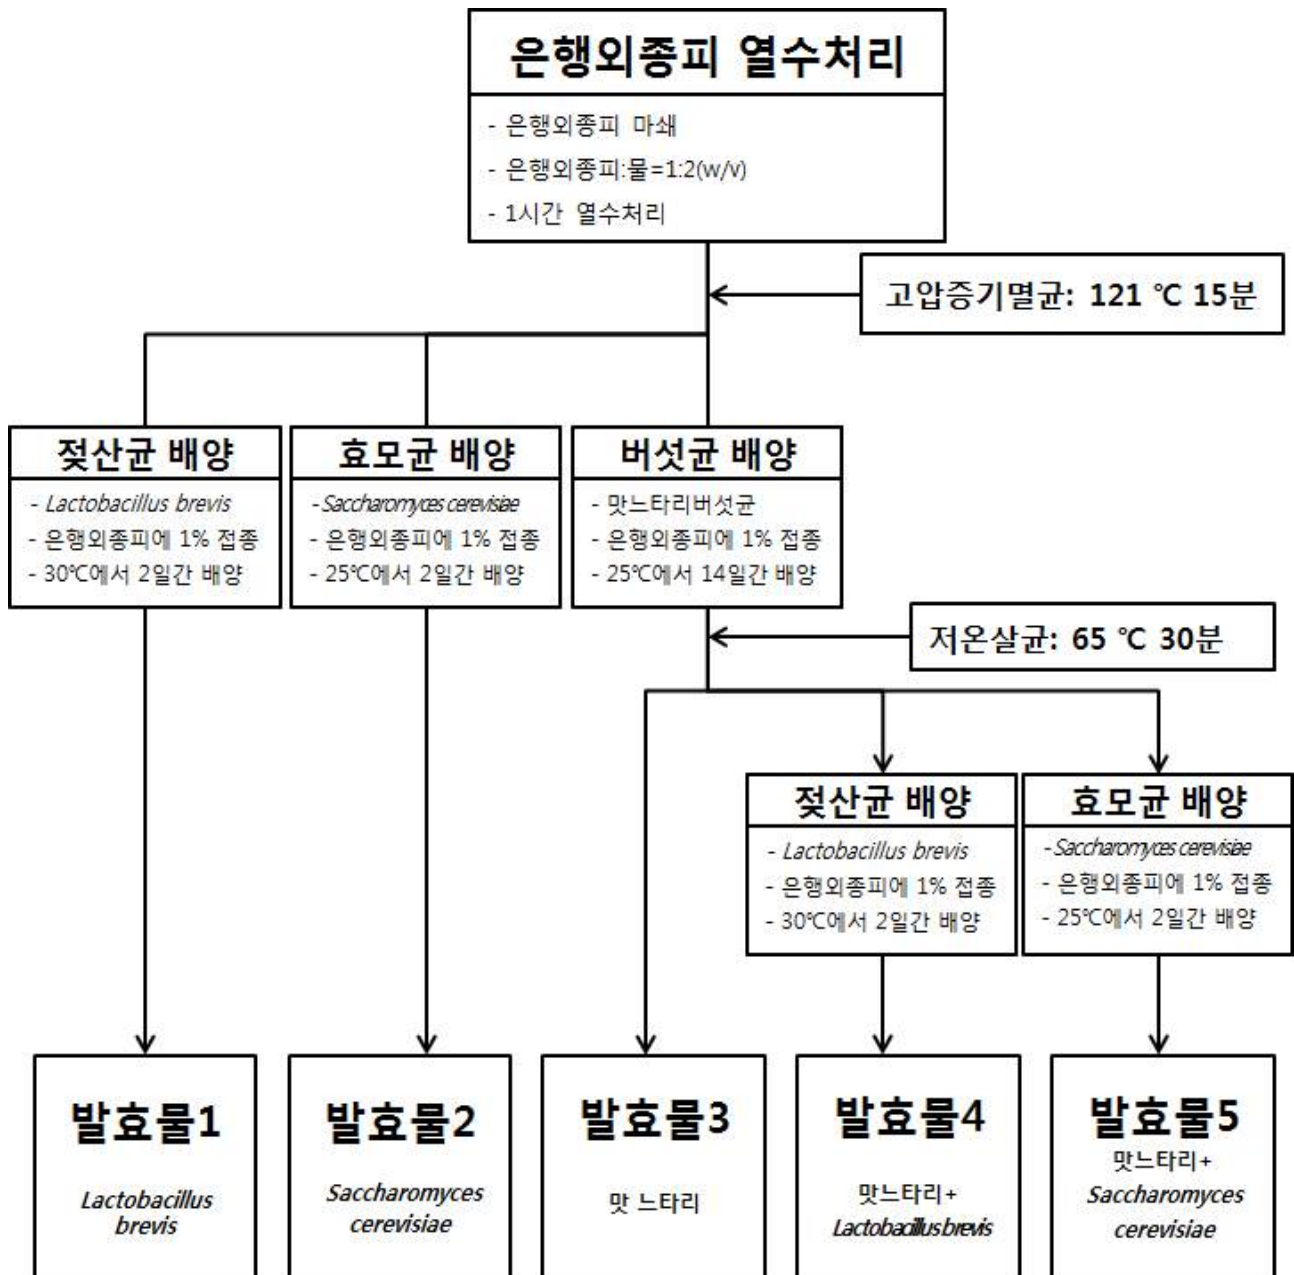 은행외종피 열수처리
- 은행외종피 마쇄
- 은행외종피:물=1:2(w/v)
- 1시간 열수처리
고압증기멸균: 121 ℃ 15분
젖산균 배양
- Lactobacillus brevis
- 은행외종피에 1% 접종
- 30℃에서 2일간 배양
효모균 배양
- Saccharomyces cerevisiae
- 은행외종피에 1% 접종
- 25℃에서 2일간 배양
버섯균 배양
- 맛느타리버섯균
- 은행외종피에 1% 접종
- 25℃에서 14일간 배양
저온살균: 65 ℃ 30분
젖산균 배양
- Lactobacillus brevis
- 은행외종피에 1% 접종
- 30℃에서 2일간 배양
효모균 배양
- Saccharomyces cerevisiae
- 은행외종피에 1% 접종
- 25℃에서 2일간 배양
발효물1
Lactobacillus
brevis
발효물2
Saccharomyces
cerevisiae
발효물3
맛 느타리
발효물4
맛느타리+
Lactobacillus brevis
발효물5
맛느타리+
Saccharomyces
cerevisiae